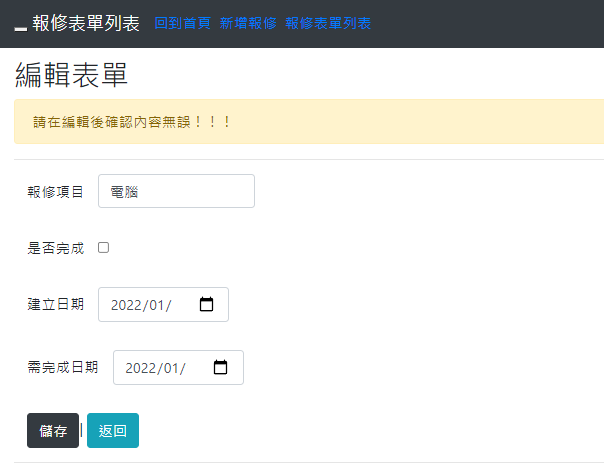 報修表單列表 回到首頁 新增報修 報修表單列表
編輯表單
請在編輯後確認內容無誤！！！
報修項目 電腦
是否完成
建立日期 2022/01/
需完成日期 2022/01/
儲存 | 返回